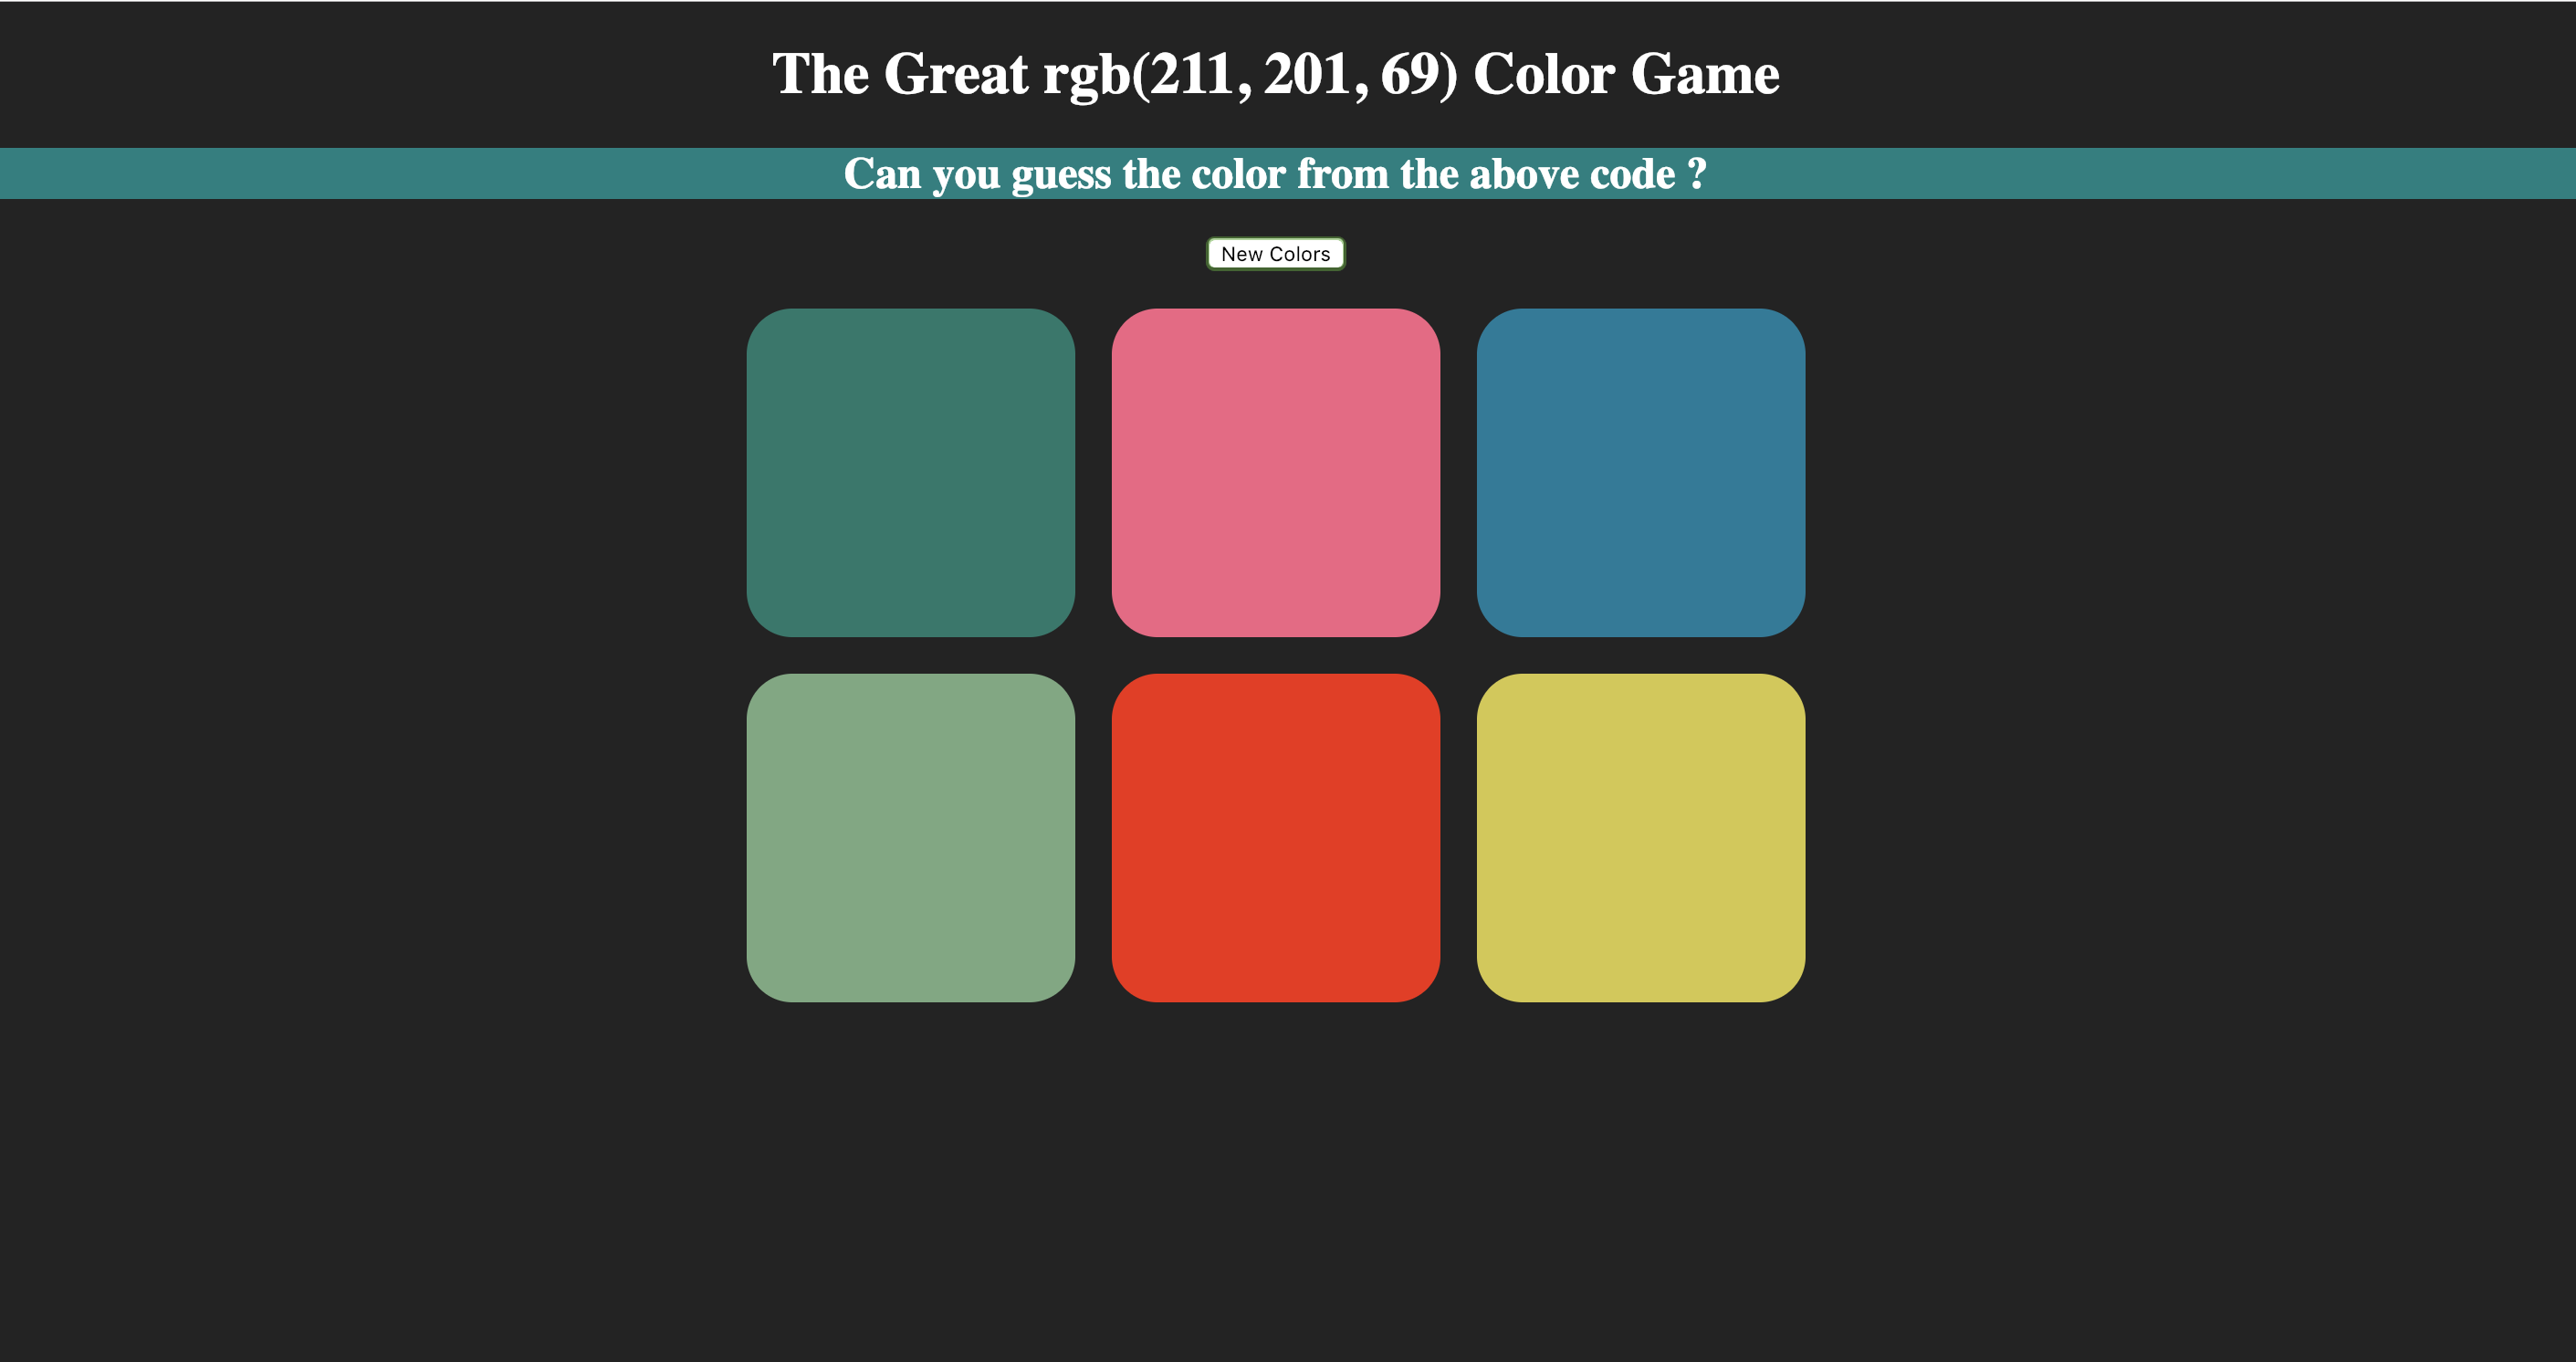 The Great rgb(211, 201, 69) Color Game
Can you guess the color from the above code ?
New Colors